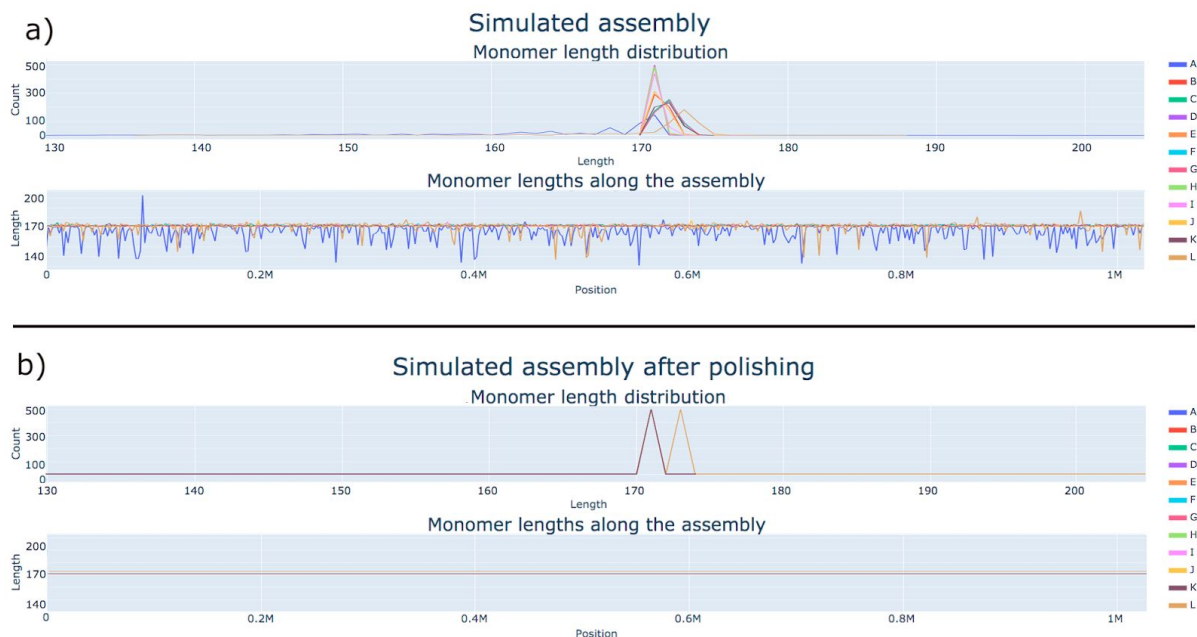 a)
Simulated assembly
Monomer length distribution
Count
500
300
100
0
130 140 150 160 170 180 190 200
Length
Monomer lengths along the assembly
Length
200
170
140
0 0.2M 0.4M 0.6M 0.8M 1M
Position
A
B
C
D
E
F
G
H
I
J
K
L
b)
Simulated assembly after polishing
Monomer length distribution
Count
500
300
100
0
130 140 150 160 170 180 190 200
Length
Monomer lengths along the assembly
Length
200
170
140
0 0.2M 0.4M 0.6M 0.8M 1M
Position
A
B
C
D
E
F
G
H
I
J
K
L